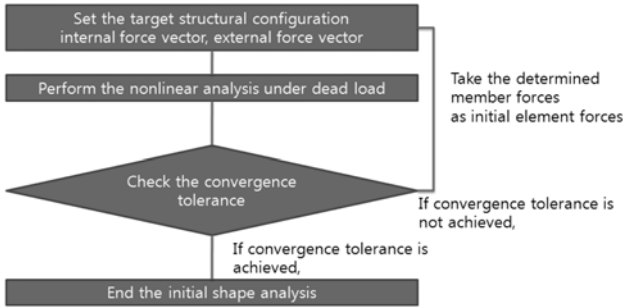 Set the target structural configuration
internal force vector, external force vector
Perform the nonlinear analysis under dead load
Take the determined
member forces
as initial element forces
Check the convergence
tolerance
If convergence tolerance is
not achieved,
If convergence tolerance is
achieved,
End the initial shape analysis